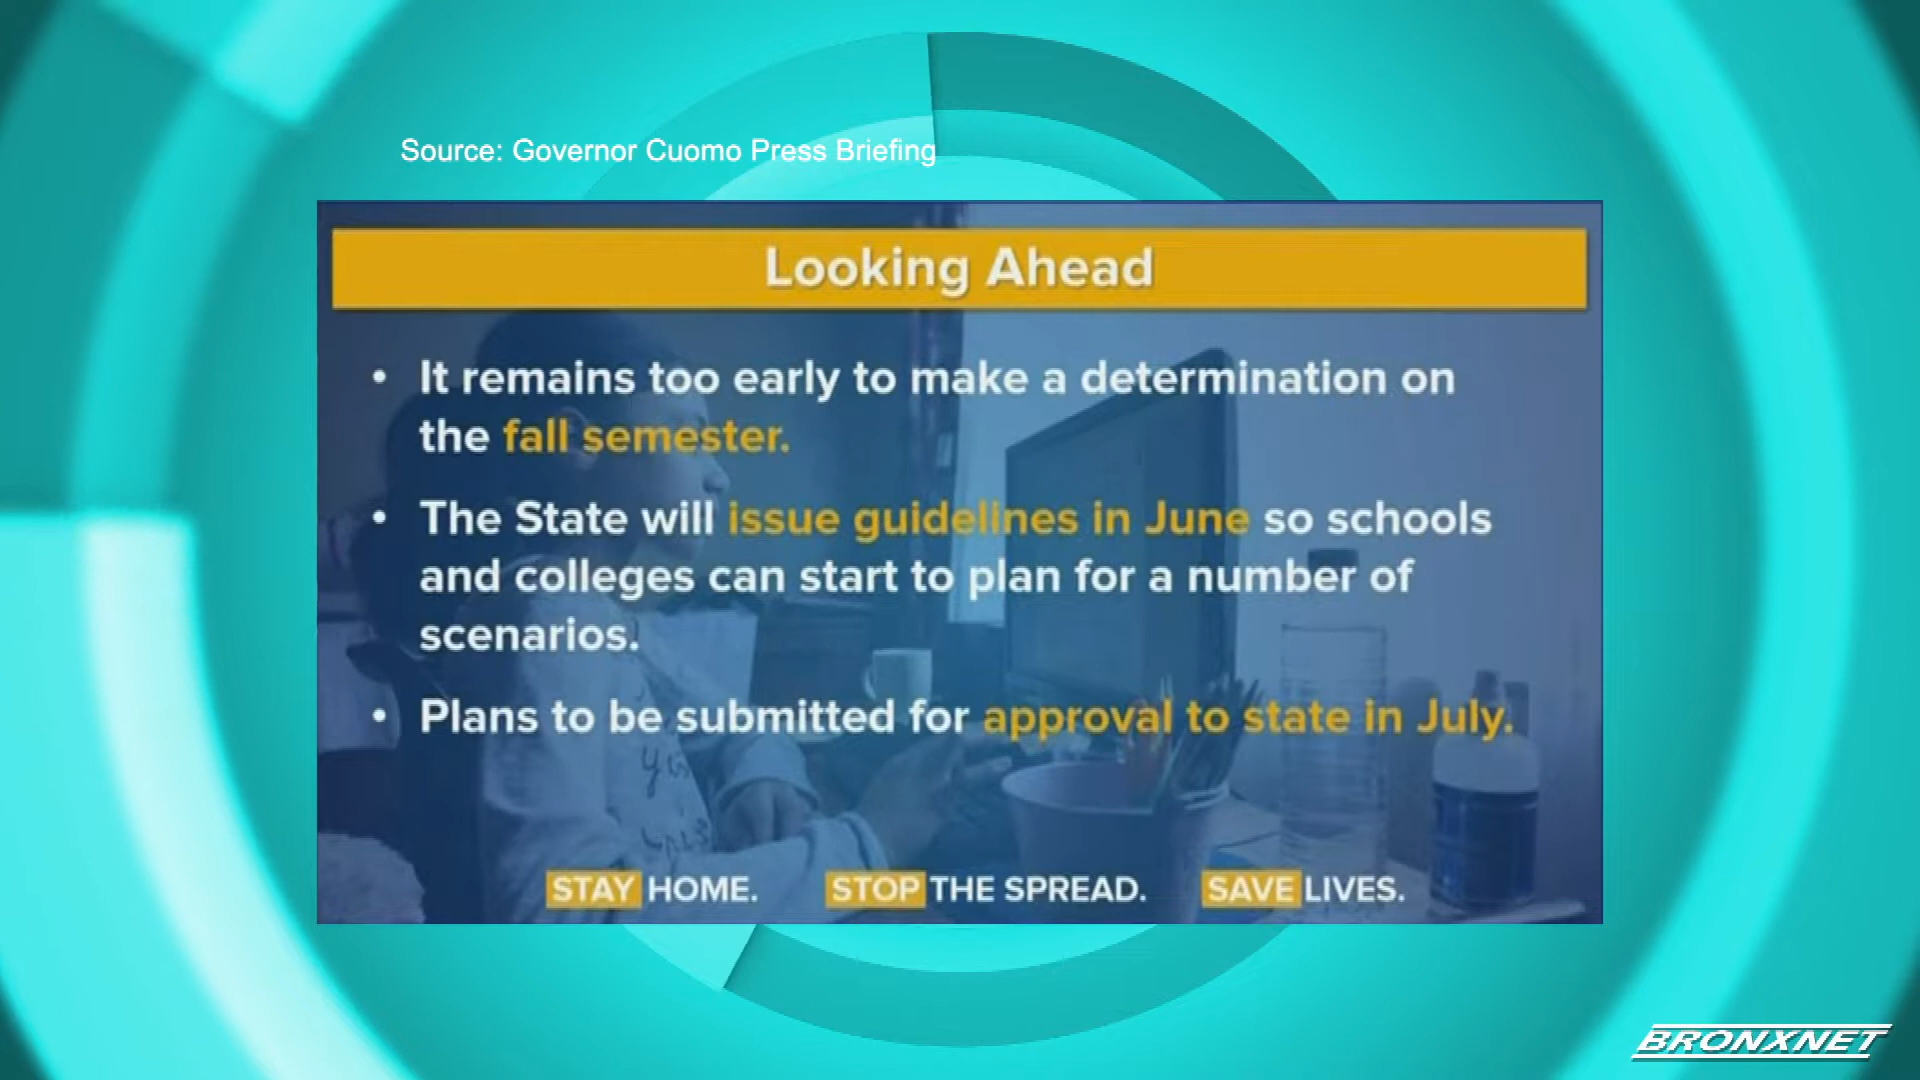 Source: Governor Cuomo Press Briefing
Looking Ahead
• It remains too early to make a determination on
the fall semester.
• The State will issue guidelines in June so schools
and colleges can start to plan for a number of
scenarios.
• Plans to be submitted for approval to state in July.
STAY HOME. STOP THE SPREAD. SAVE LIVES.
BRONXNET